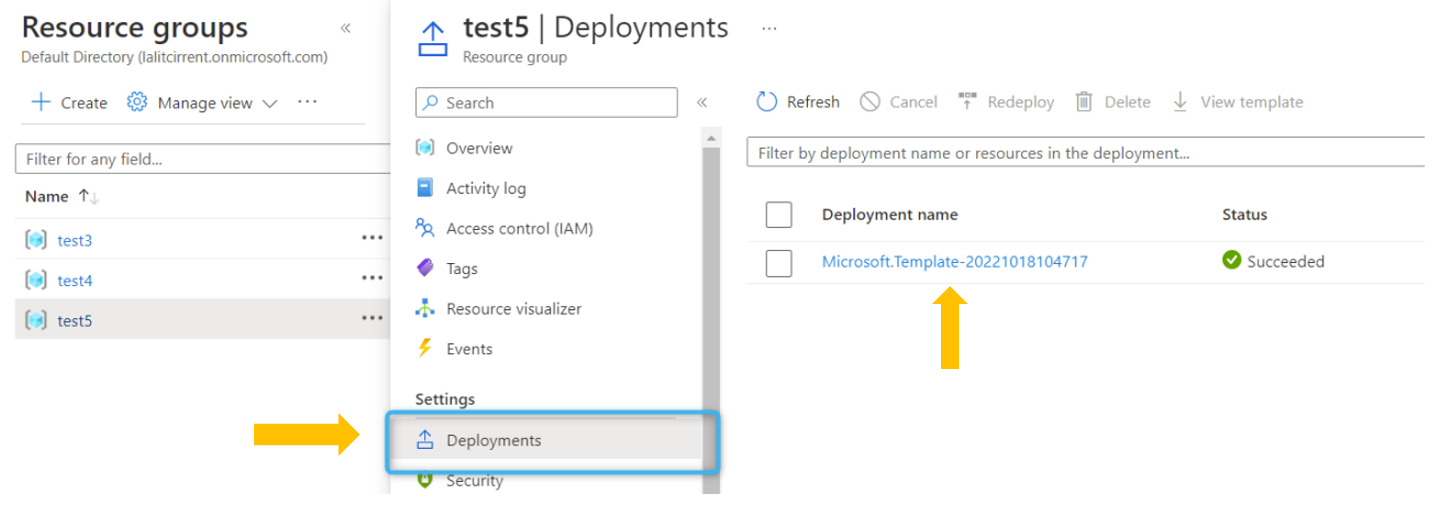 Resource groups
«
Default Directory (lalitcirrent.onmicrosoft.com)
+ Create
Manage view
...
Filter for any field...
Name ↑↓
test3
...
test4
...
test5
...
test5 | Deployments
...
Resource group
Search
«
Overview
Activity log
Access control (IAM)
Tags
Resource visualizer
Events
Settings
Deployments
Security
Refresh
Cancel
Redeploy
Delete
View template
Filter by deployment name or resources in the deployment...
Deployment name
Status
Microsoft.Template-20221018104717
Succeeded